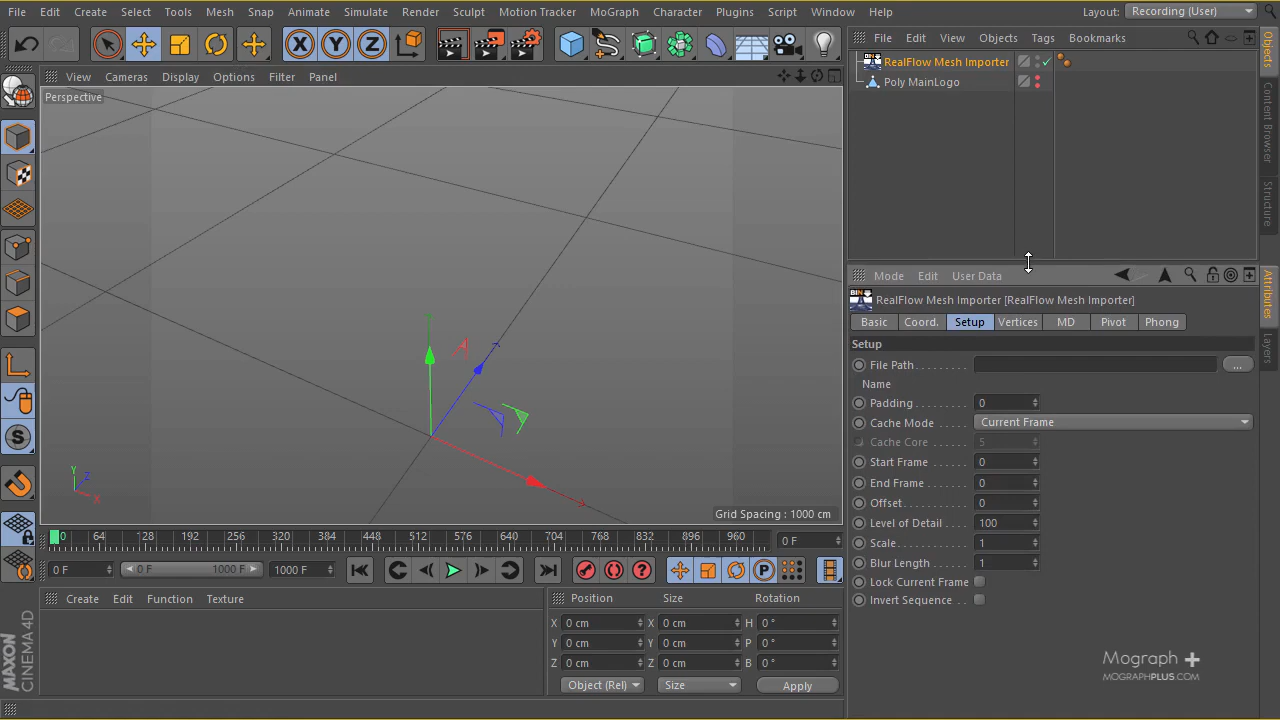 File Edit Create Select Tools Mesh Snap Animate Simulate Render Sculpt Motion Tracker MoGraph Character Plugins Script Window Help Layout: Recording (User)
File Edit View Objects Tags Bookmarks
RealFlow Mesh Importer
Poly MainLogo
Objects
Content Browser
Structure
View Cameras Display Options Filter Panel
Perspective
Y
Z
X
Grid Spacing : 1000 cm
Mode Edit User Data
RealFlow Mesh Importer [RealFlow Mesh Importer]
Basic Coord. Setup Vertices MD Pivot Phong
Setup
File Path ...
Name
Padding 0
Cache Mode Current Frame
Cache Core 5
Start Frame 0
End Frame 0
Offset 0
Level of Detail 100
Scale 1
Blur Length 1
Lock Current Frame
Invert Sequence
Attributes
Layers
0 64 128 192 256 320 384 448 512 576 640 704 768 832 896 960 0 F
0 F 0 F 1000 F 1000 F
Create Edit Function Texture
Position Size Rotation
X 0 cm X 0 cm H 0 °
Y 0 cm Y 0 cm P 0 °
Z 0 cm Z 0 cm B 0 °
Object (Rel) Size Apply
MAXON
CINEMA 4D
Mograph +
MOGRAPHPLUS.COM